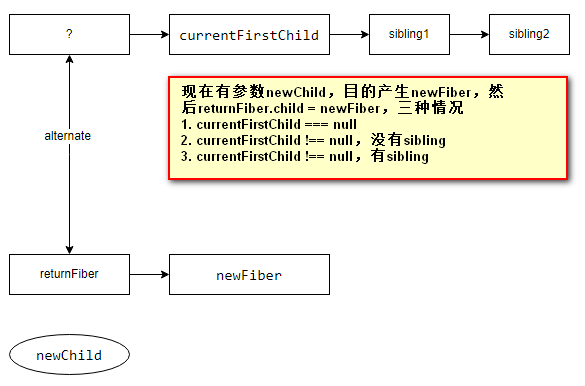 ?
currentFirstChild
sibling1
sibling2
现在有参数newChild，目的产生newFiber，然
后returnFiber.child = newFiber，三种情况
1. currentFirstChild === null
2. currentFirstChild !== null，没有sibling
3. currentFirstChild !== null，有sibling
alternate
returnFiber
newFiber
newChild